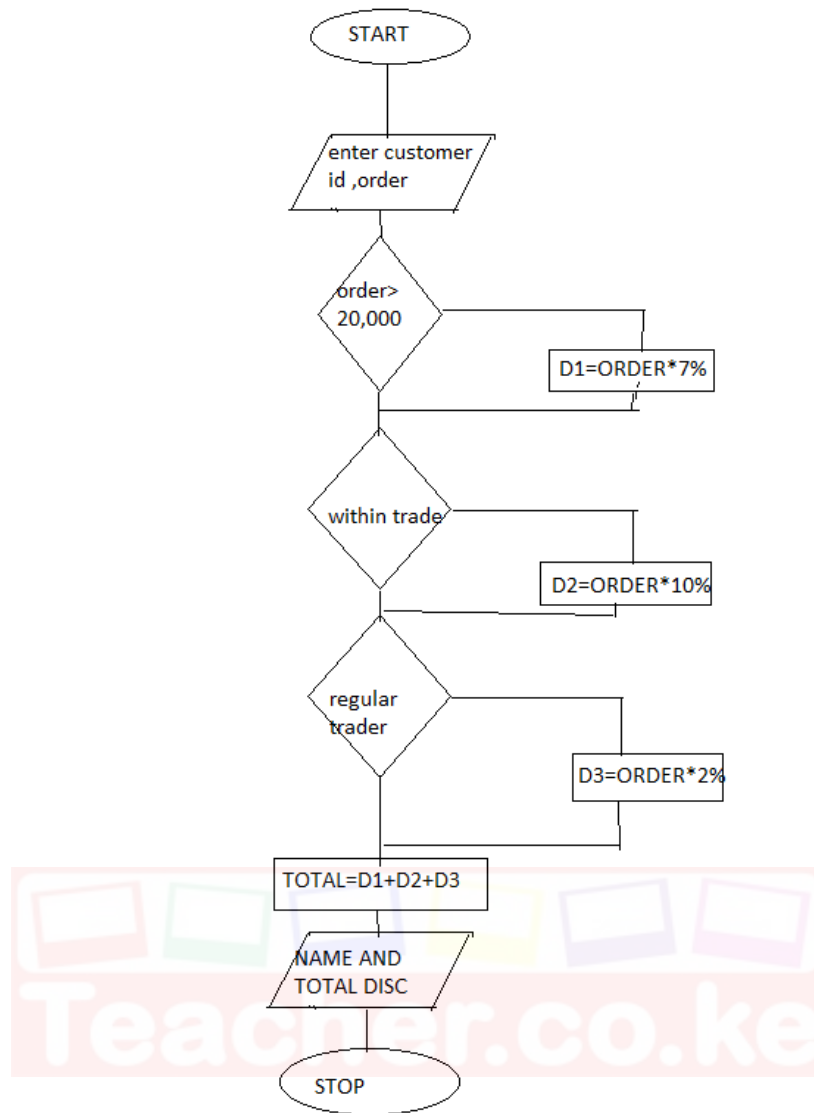 START
enter customer
id ,order
order>
20,000
D1=ORDER*7%
within trade
D2=ORDER*10%
regular
trader
D3=ORDER*2%
TOTAL=D1+D2+D3
NAME AND
TOTAL DISC
Teacher.co.ke
STOP